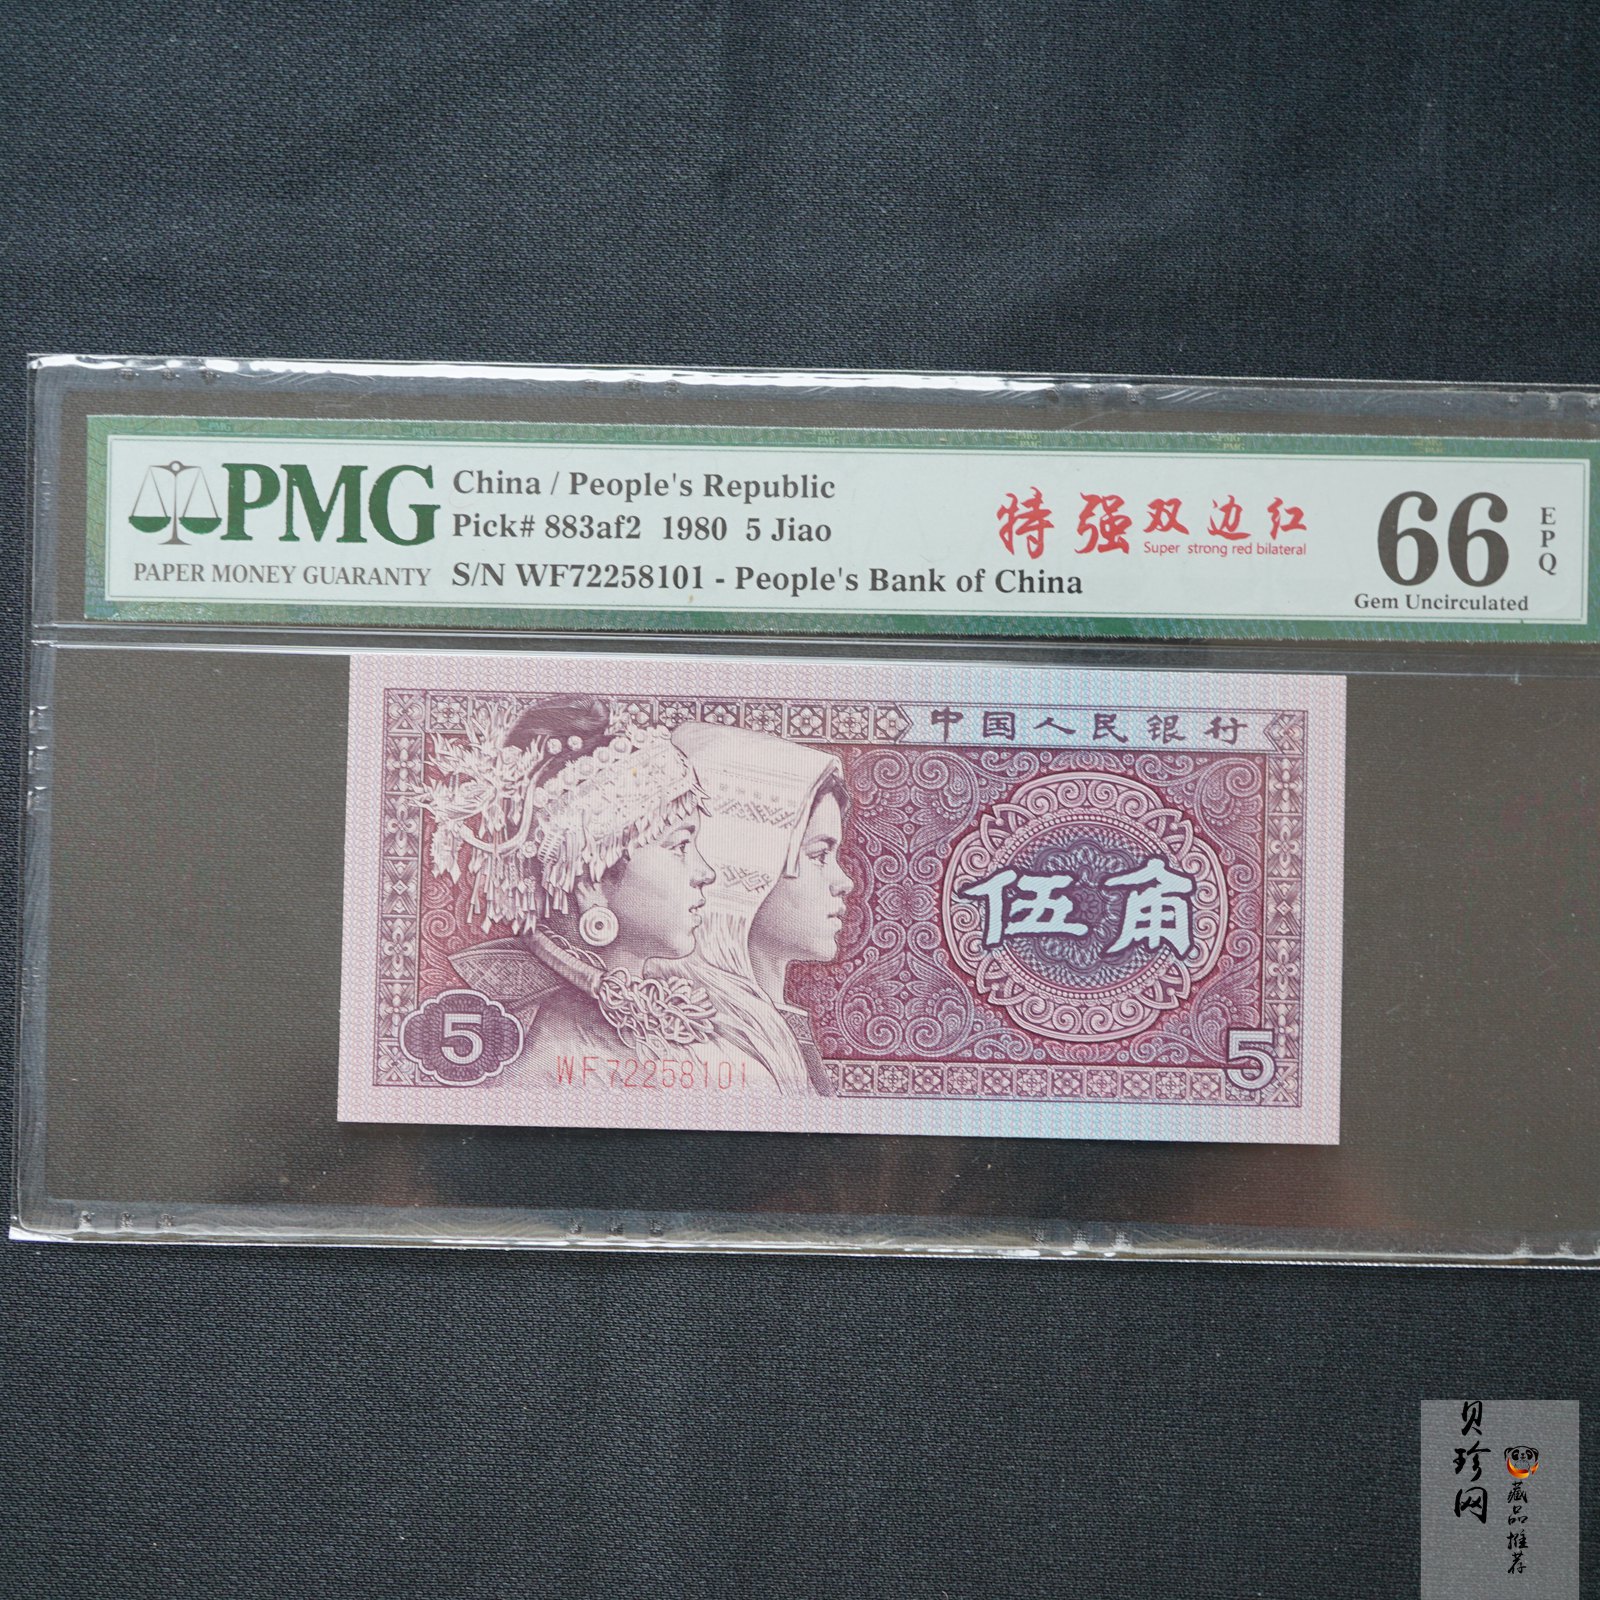 PMG
PAPER MONEY GUARANTY
China / People's Republic
Pick# 883af2 1980 5 Jiao
S/N WF72258101 - People's Bank of China
特强双边红
Super strong red bilateral
66
EPQ
Gem Uncirculated
中国人民银行
伍角
5
WF72258101
5
贝珍网
藏品推荐